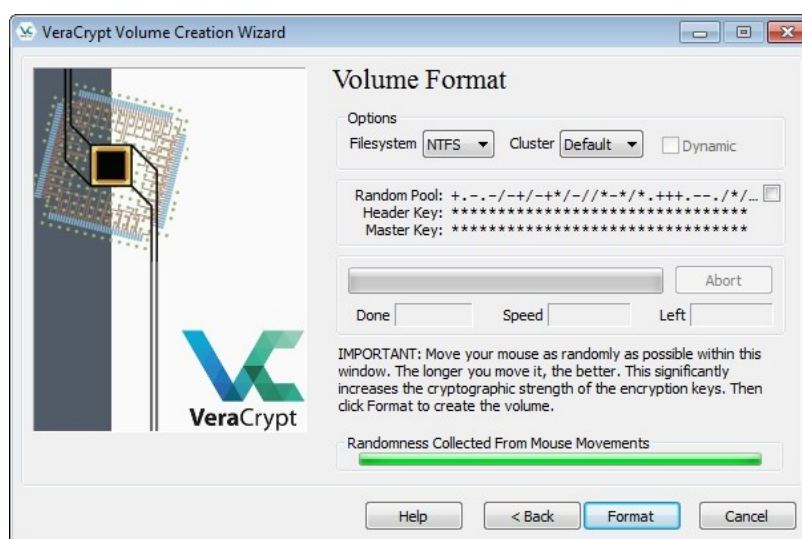 VeraCrypt Volume Creation Wizard
Volume Format
Options
Filesystem NTFS Cluster Default Dynamic
Random Pool: +.-.-/-+/-+*/-//*-*/*.+++.--./*/...
Header Key: ********************************
Master Key: ********************************
Abort
Done Speed Left
IMPORTANT: Move your mouse as randomly as possible within this
window. The longer you move it, the better. This significantly
increases the cryptographic strength of the encryption keys. Then
click Format to create the volume.
VeraCrypt
Randomness Collected From Mouse Movements
Help < Back Format Cancel